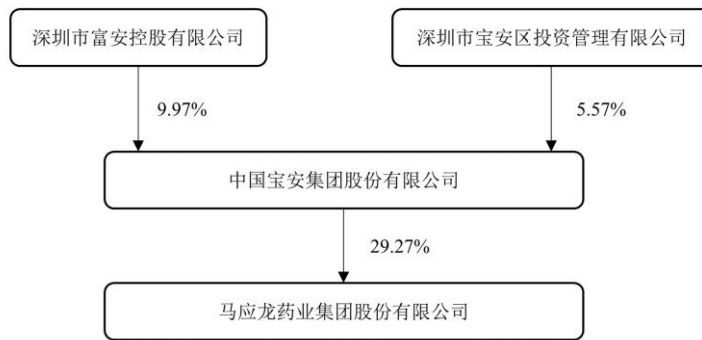 深圳市富安控股有限公司
深圳市宝安区投资管理有限公司
9.97%
5.57%
中国宝安集团股份有限公司
29.27%
马应龙药业集团股份有限公司